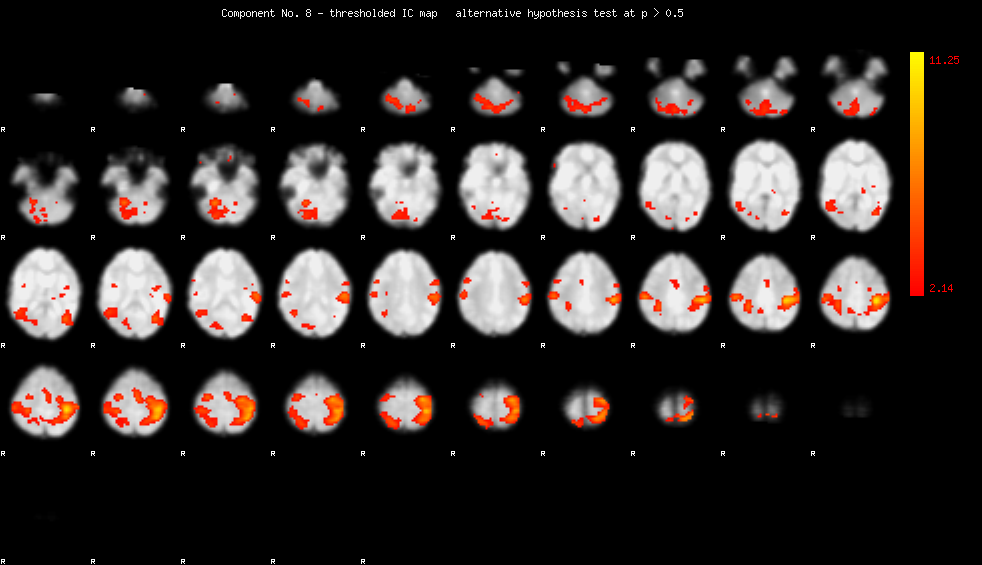 Component No. 8 - thresholded IC map   alternative hypothesis test at p > 0.5
11.25
R R R R R R R R R R
R R R R R R R R R R
2.14
R R R R R R R R R R
R R R R R R R R R R
R R R R R